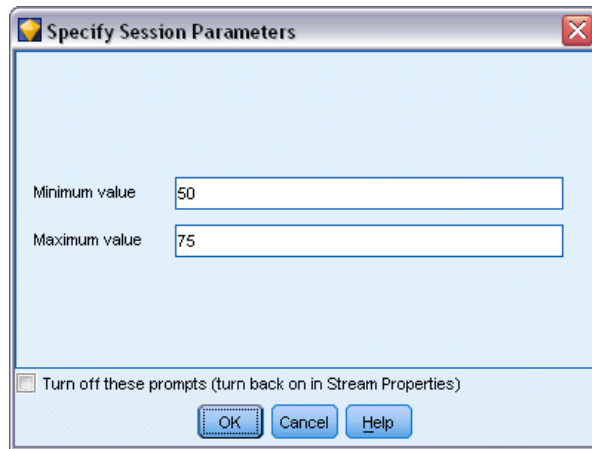 Specify Session Parameters
Minimum value 50
Maximum value 75
Turn off these prompts (turn back on in Stream Properties)
OK Cancel Help